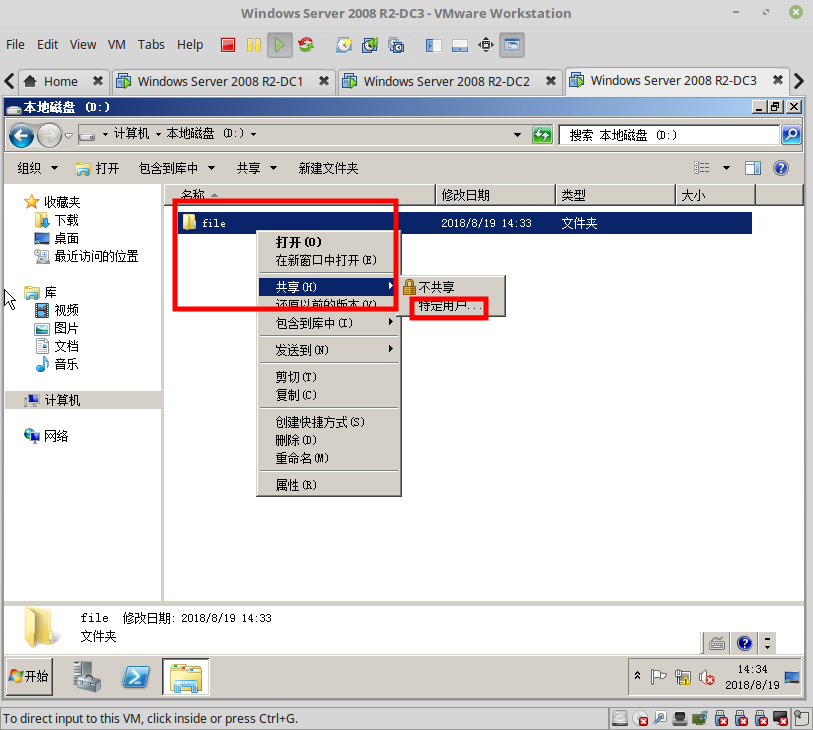 Windows Server 2008 R2-DC3 - VMware Workstation
File Edit View VM Tabs Help
Home Windows Server 2008 R2-DC1 Windows Server 2008 R2-DC2 Windows Server 2008 R2-DC3
本地磁盘 (D:)
计算机 本地磁盘 (D:) 搜索 本地磁盘 (D:)
组织 打开 包含到库中 共享 新建文件夹
名称 修改日期 类型 大小
收藏夹
下载
桌面
最近访问的位置
库
视频
图片
文档
音乐
计算机
网络
file 2018/8/19 14:33 文件夹
打开(O)
在新窗口中打开(E)
共享(H)
还原以前的版本(V)
包含到库中(I)
发送到(N)
剪切(T)
复制(C)
创建快捷方式(S)
删除(D)
重命名(M)
属性(R)
不共享
特定用户...
file 修改日期: 2018/8/19 14:33
文件夹
开始
14:34
2018/8/19
To direct input to this VM, click inside or press Ctrl+G.